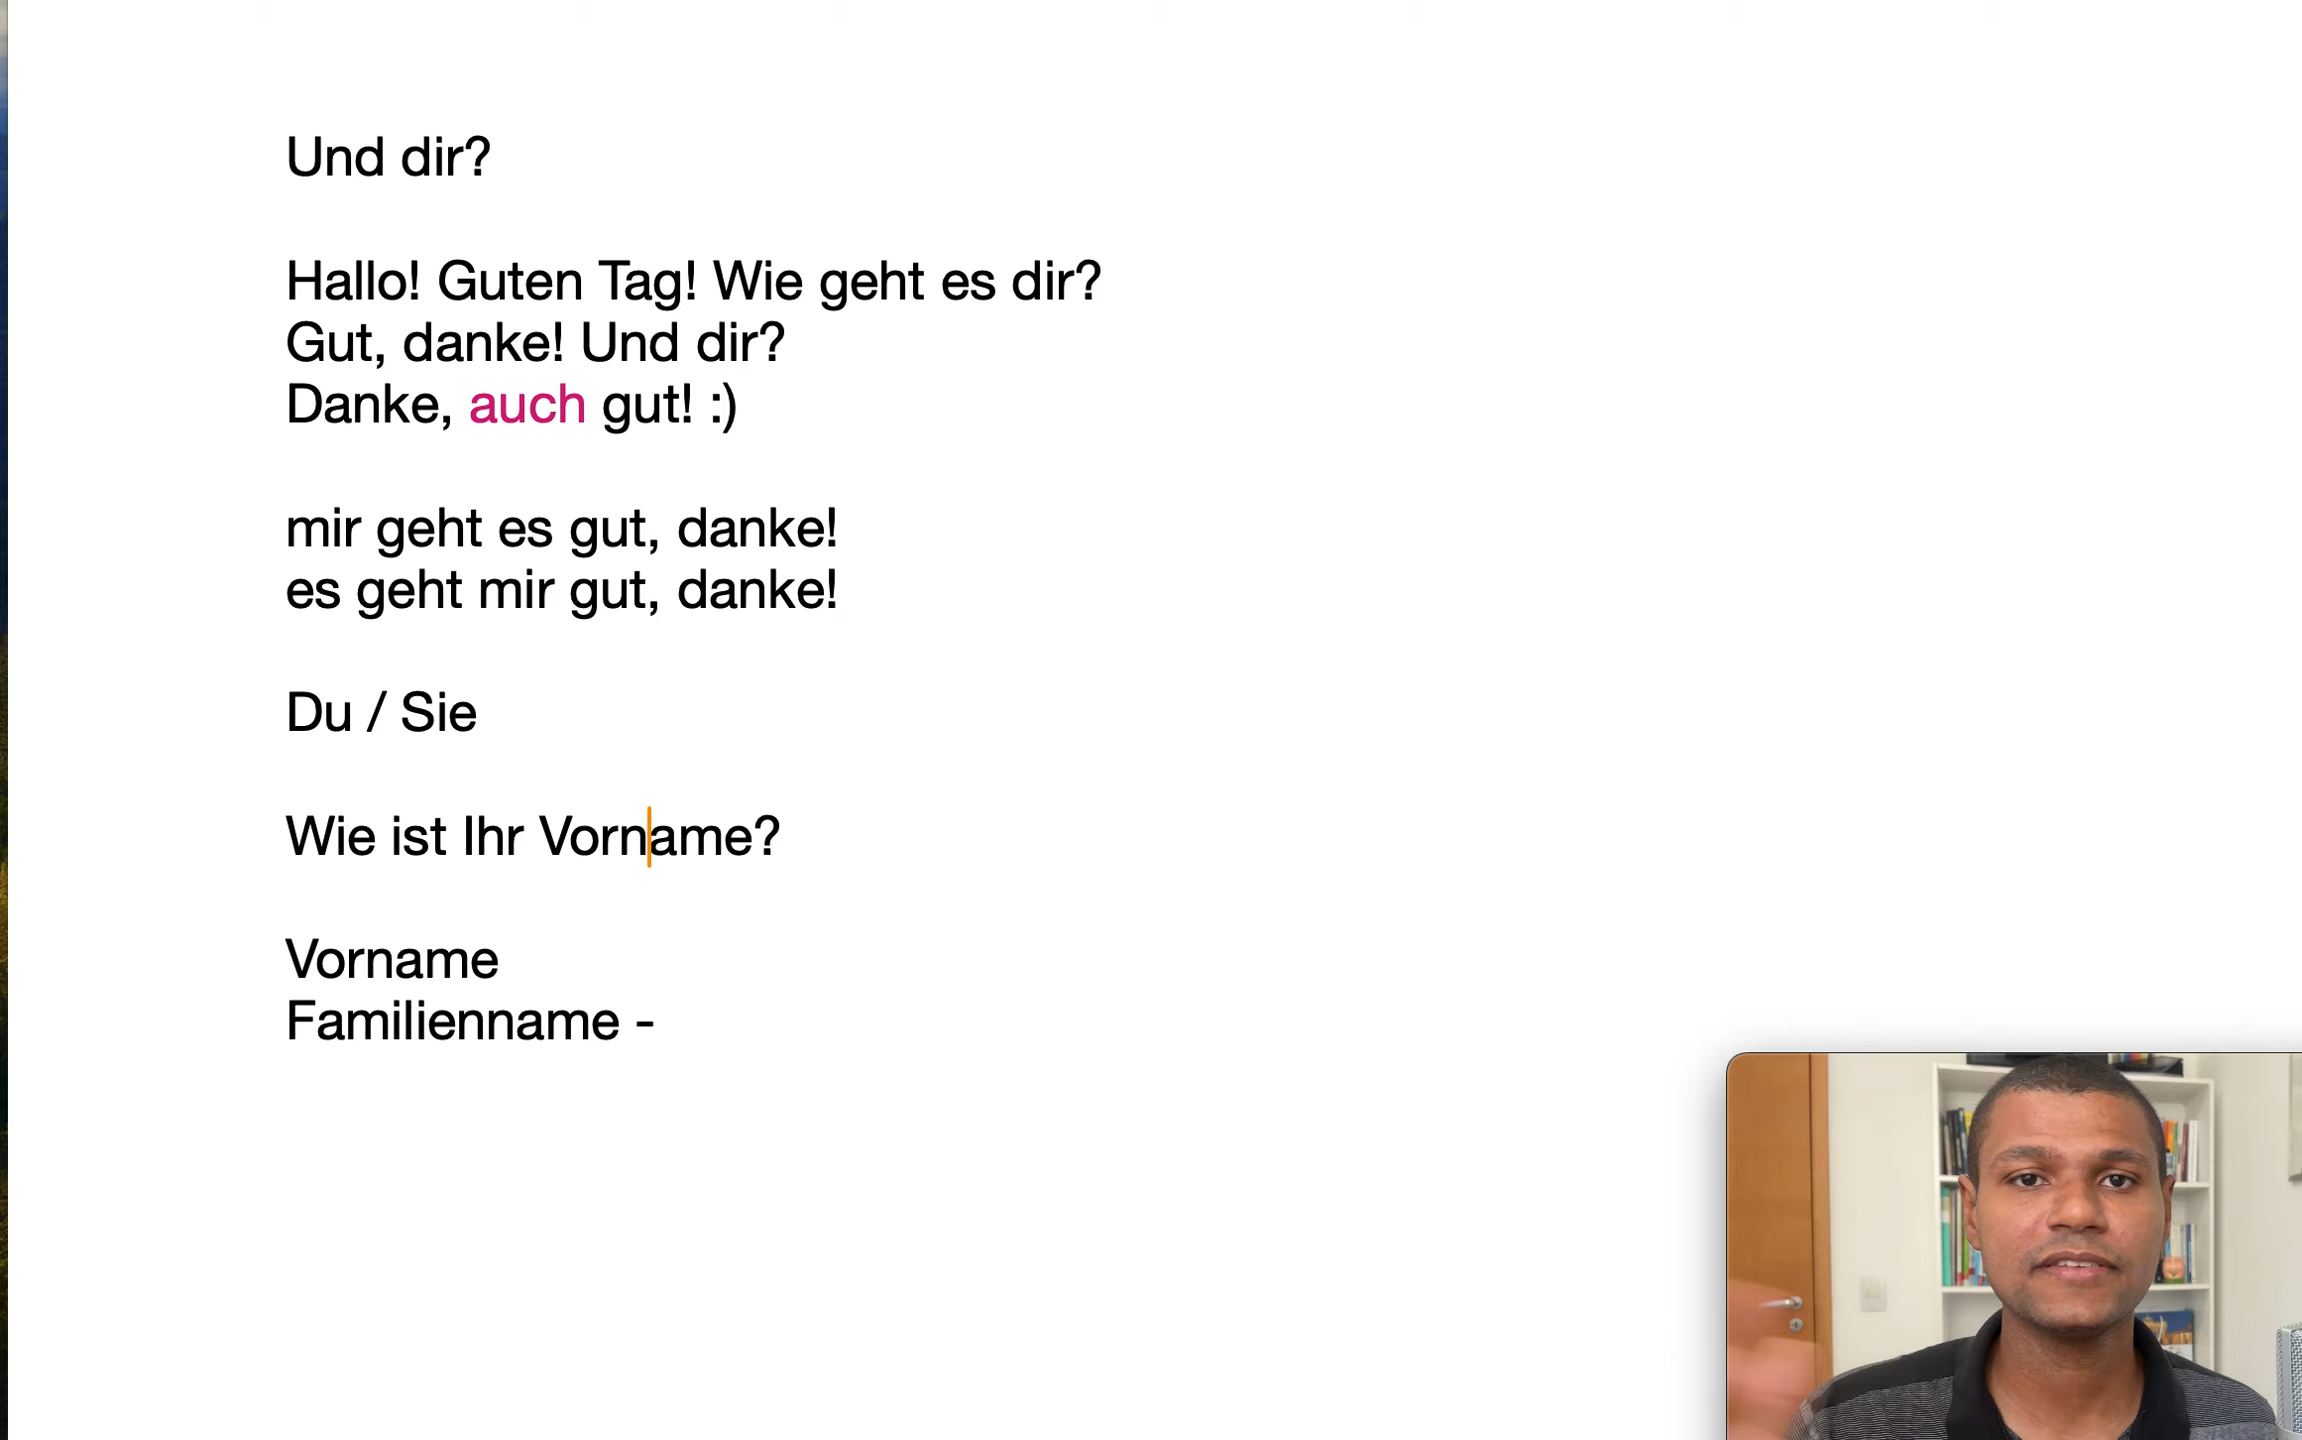 Und dir?
Hallo! Guten Tag! Wie geht es dir?
Gut, danke! Und dir?
Danke, auch gut! :)
mir geht es gut, danke!
es geht mir gut, danke!
Du / Sie
Wie ist Ihr Vorname?
Vorname
Familienname -